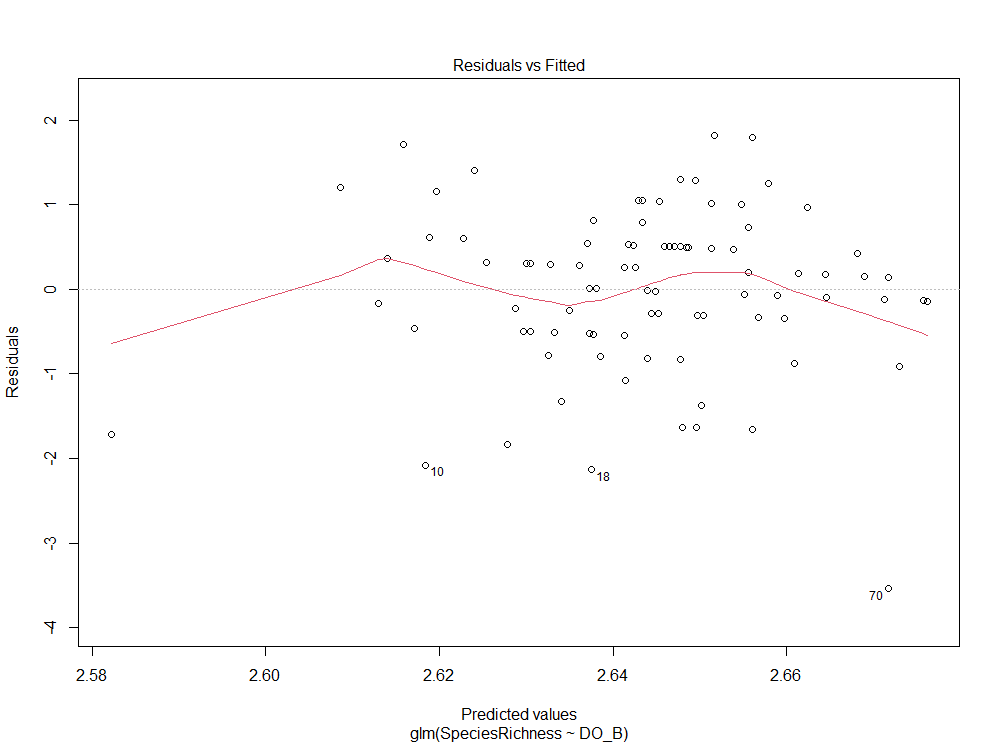 Residuals vs Fitted
2
1
0
-1
-2
-3
-4
Residuals
10
18
70
2.58 2.60 2.62 2.64 2.66
Predicted values
glm(SpeciesRichness ~ DO_B)